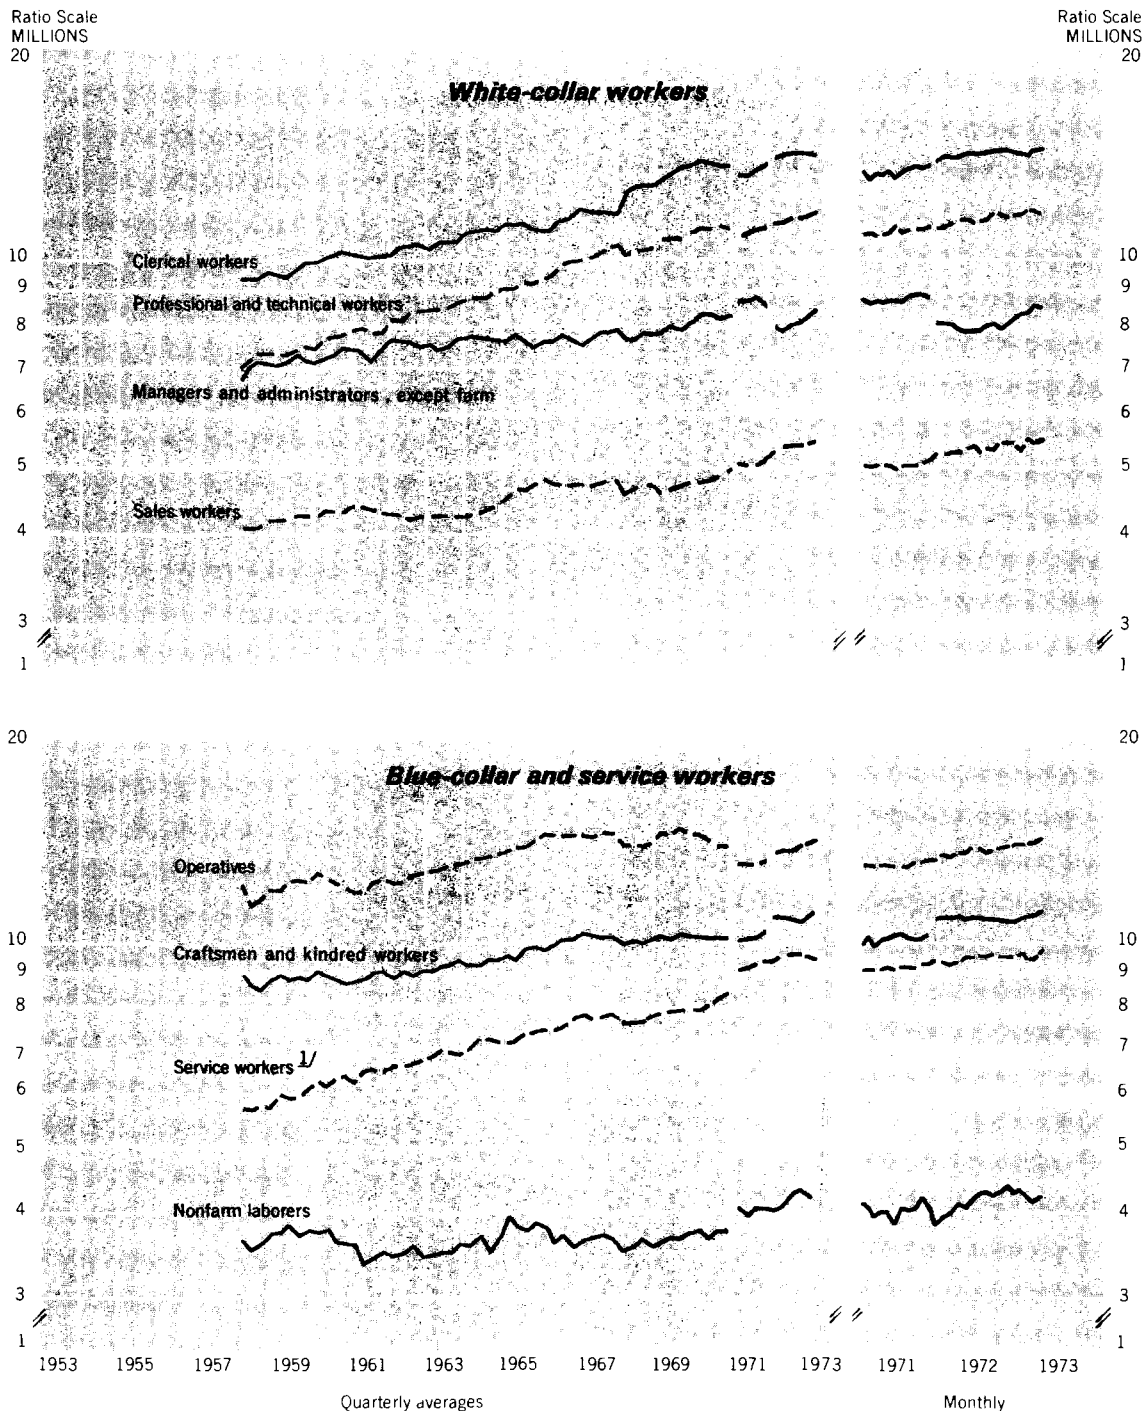 Ratio Scale Ratio Scale
MILLIONS MILLIONS
20 20
White-collar workers
10 Clerical workers 10
9 9
Professional and technical workers
8 8
7 7
Managers and administrators, except farm
6 6
5 5
Sales workers
4 4
3 3
1 1
20 20
Blue-collar and service workers
Operatives
10 10
Craftsmen and kindred workers
9 9
8 8
7 7
Service workers 1/
6 6
5 5
4 Nonfarm laborers 4
3 3
1 1
1953 1955 1957 1959 1961 1963 1965 1967 1969 1971 1973 1971 1972 1973
Quarterly averages Monthly